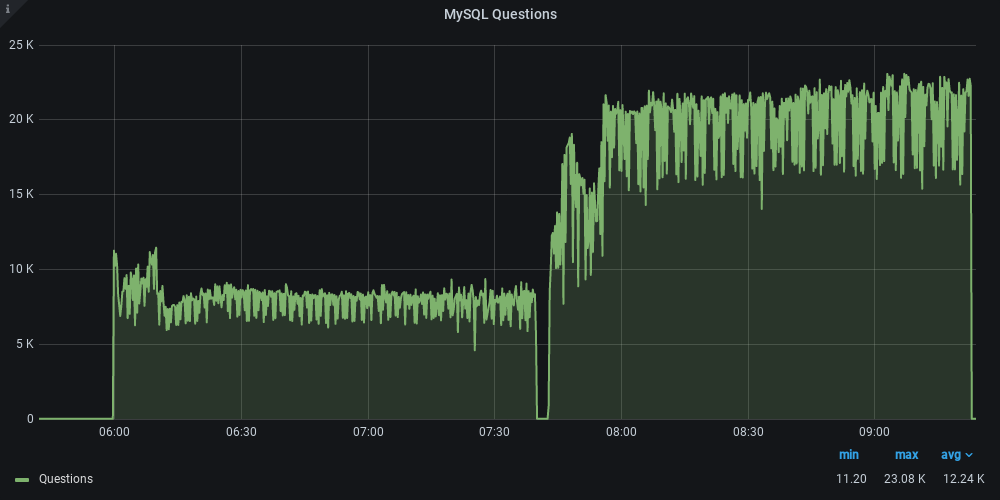 i
MySQL Questions
25 K
20 K
15 K
10 K
5 K
0
06:00 06:30 07:00 07:30 08:00 08:30 09:00
min max avg
Questions 11.20 23.08 K 12.24 K